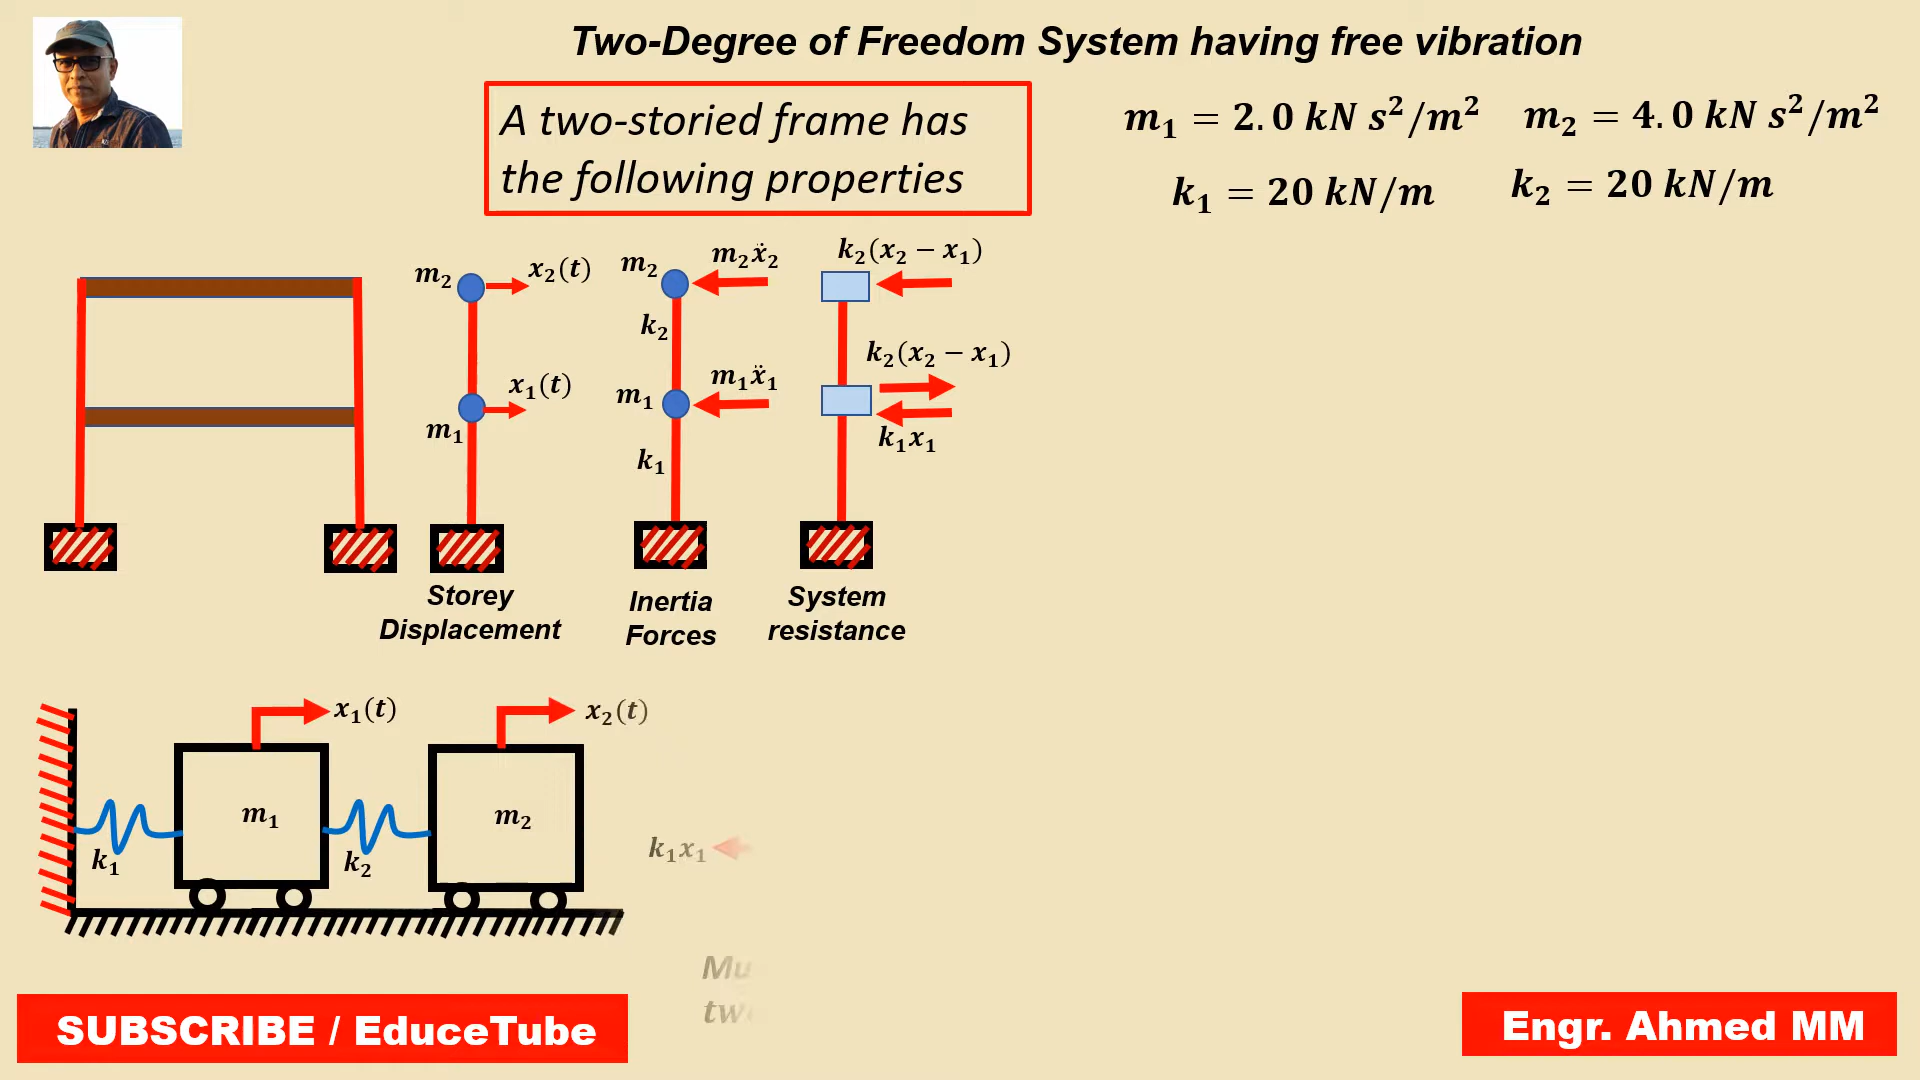 Two-Degree of Freedom System having free vibration
A two-storied frame has
the following properties
m₁ = 2.0 kN s²/m² m₂ = 4.0 kN s²/m²
k₁ = 20 kN/m k₂ = 20 kN/m
m₂ x₂(t)
x₁(t)
m₁
Storey
Displacement
m₂ m₂ẍ₂
k₂
m₁ m₁ẍ₁
k₁
Inertia
Forces
k₂(x₂ − x₁)
k₂(x₂ − x₁)
k₁x₁
System
resistance
x₁(t) x₂(t)
m₁ m₂
k₁ k₂
k₁x₁
SUBSCRIBE / EduceTube
Engr. Ahmed MM